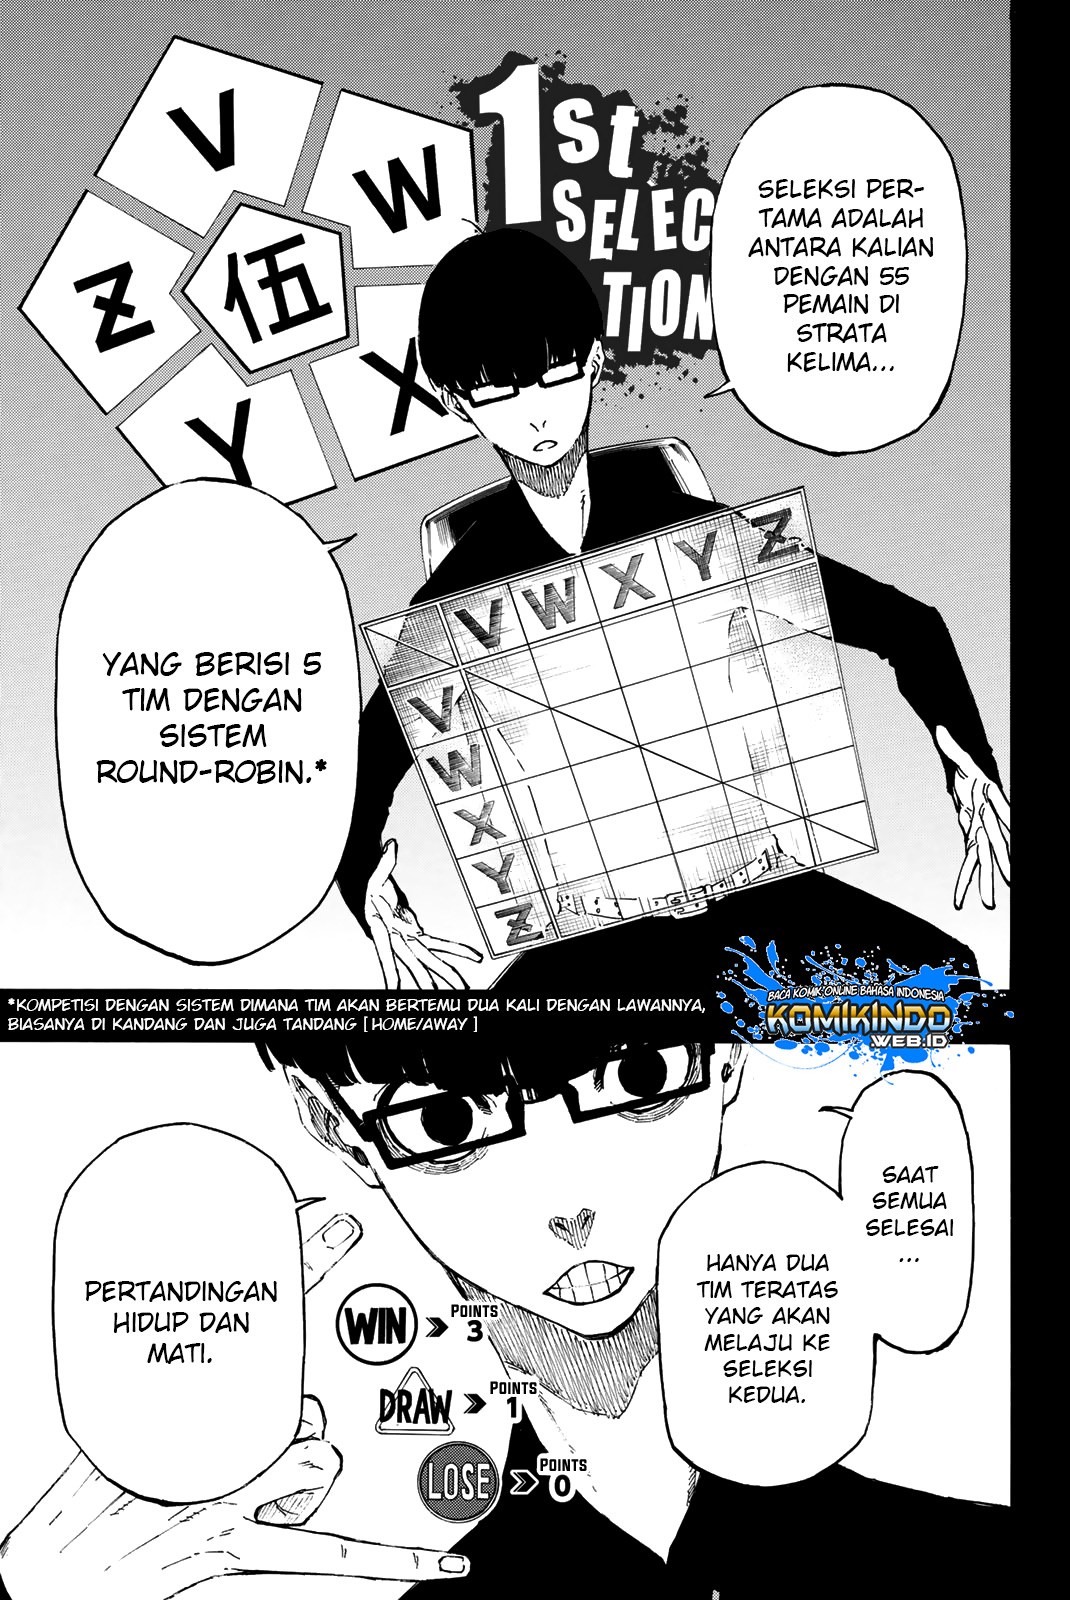 1st
SELEC
TION
V
W
Z
伍
X
Y
SELEKSI PER-
TAMA ADALAH
ANTARA KALIAN
DENGAN 55
PEMAIN DI
STRATA
KELIMA...
YANG BERISI 5
TIM DENGAN
SISTEM
ROUND-ROBIN.*
V W X Y Z
V
W
X
Y
Z
*KOMPETISI DENGAN SISTEM DIMANA TIM AKAN BERTEMU DUA KALI DENGAN LAWANNYA,
BIASANYA DI KANDANG DAN JUGA TANDANG [ HOME/AWAY ]
BACA KOMIK ONLINE BAHASA INDONESIA
KOMIKINDO
WEB.ID
SAAT
SEMUA
SELESAI
...
HANYA DUA
TIM TERATAS
YANG AKAN
MELAJU KE
SELEKSI
KEDUA.
PERTANDINGAN
HIDUP DAN
MATI.
WIN » POINTS 3
DRAW » POINTS 1
LOSE » POINTS 0